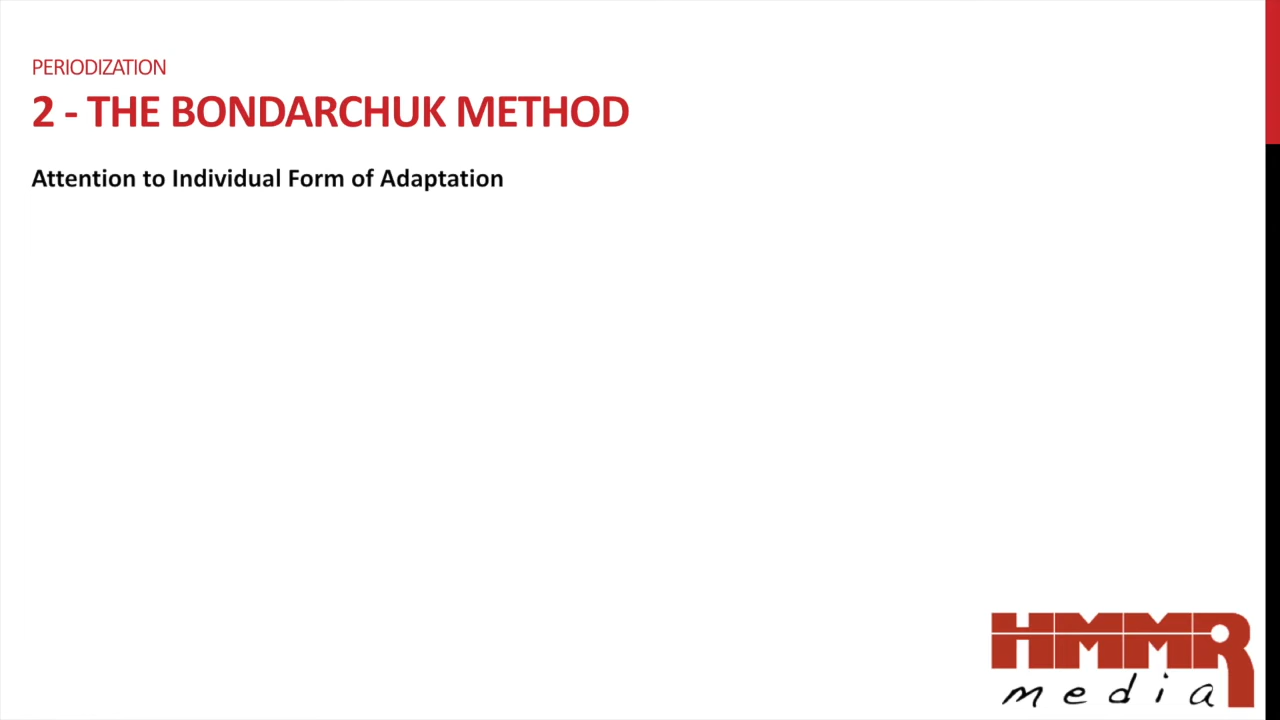 PERIODIZATION
2 - THE BONDARCHUK METHOD
Attention to Individual Form of Adaptation
HMMR
media